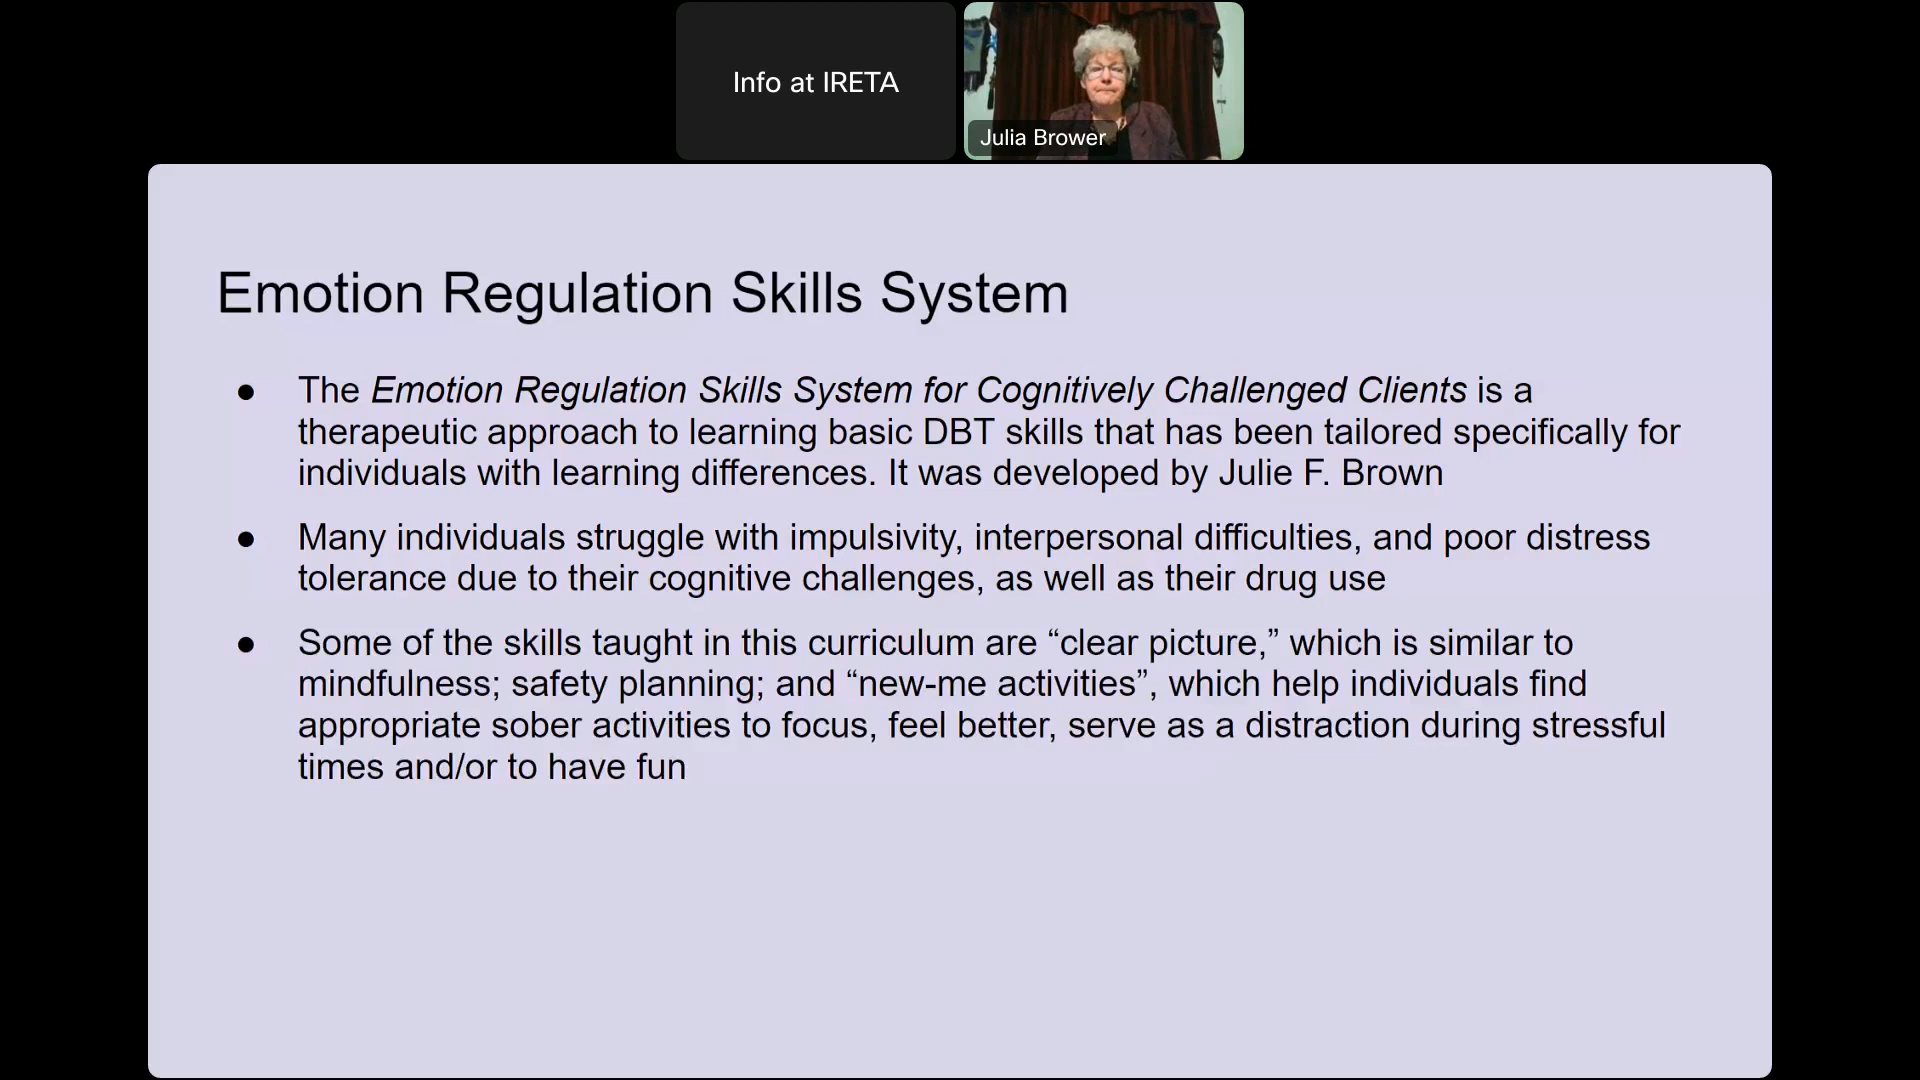 Info at IRETA
Julia Brower
Emotion Regulation Skills System
● The Emotion Regulation Skills System for Cognitively Challenged Clients is a
therapeutic approach to learning basic DBT skills that has been tailored specifically for
individuals with learning differences. It was developed by Julie F. Brown
● Many individuals struggle with impulsivity, interpersonal difficulties, and poor distress
tolerance due to their cognitive challenges, as well as their drug use
● Some of the skills taught in this curriculum are “clear picture,” which is similar to
mindfulness; safety planning; and “new-me activities”, which help individuals find
appropriate sober activities to focus, feel better, serve as a distraction during stressful
times and/or to have fun